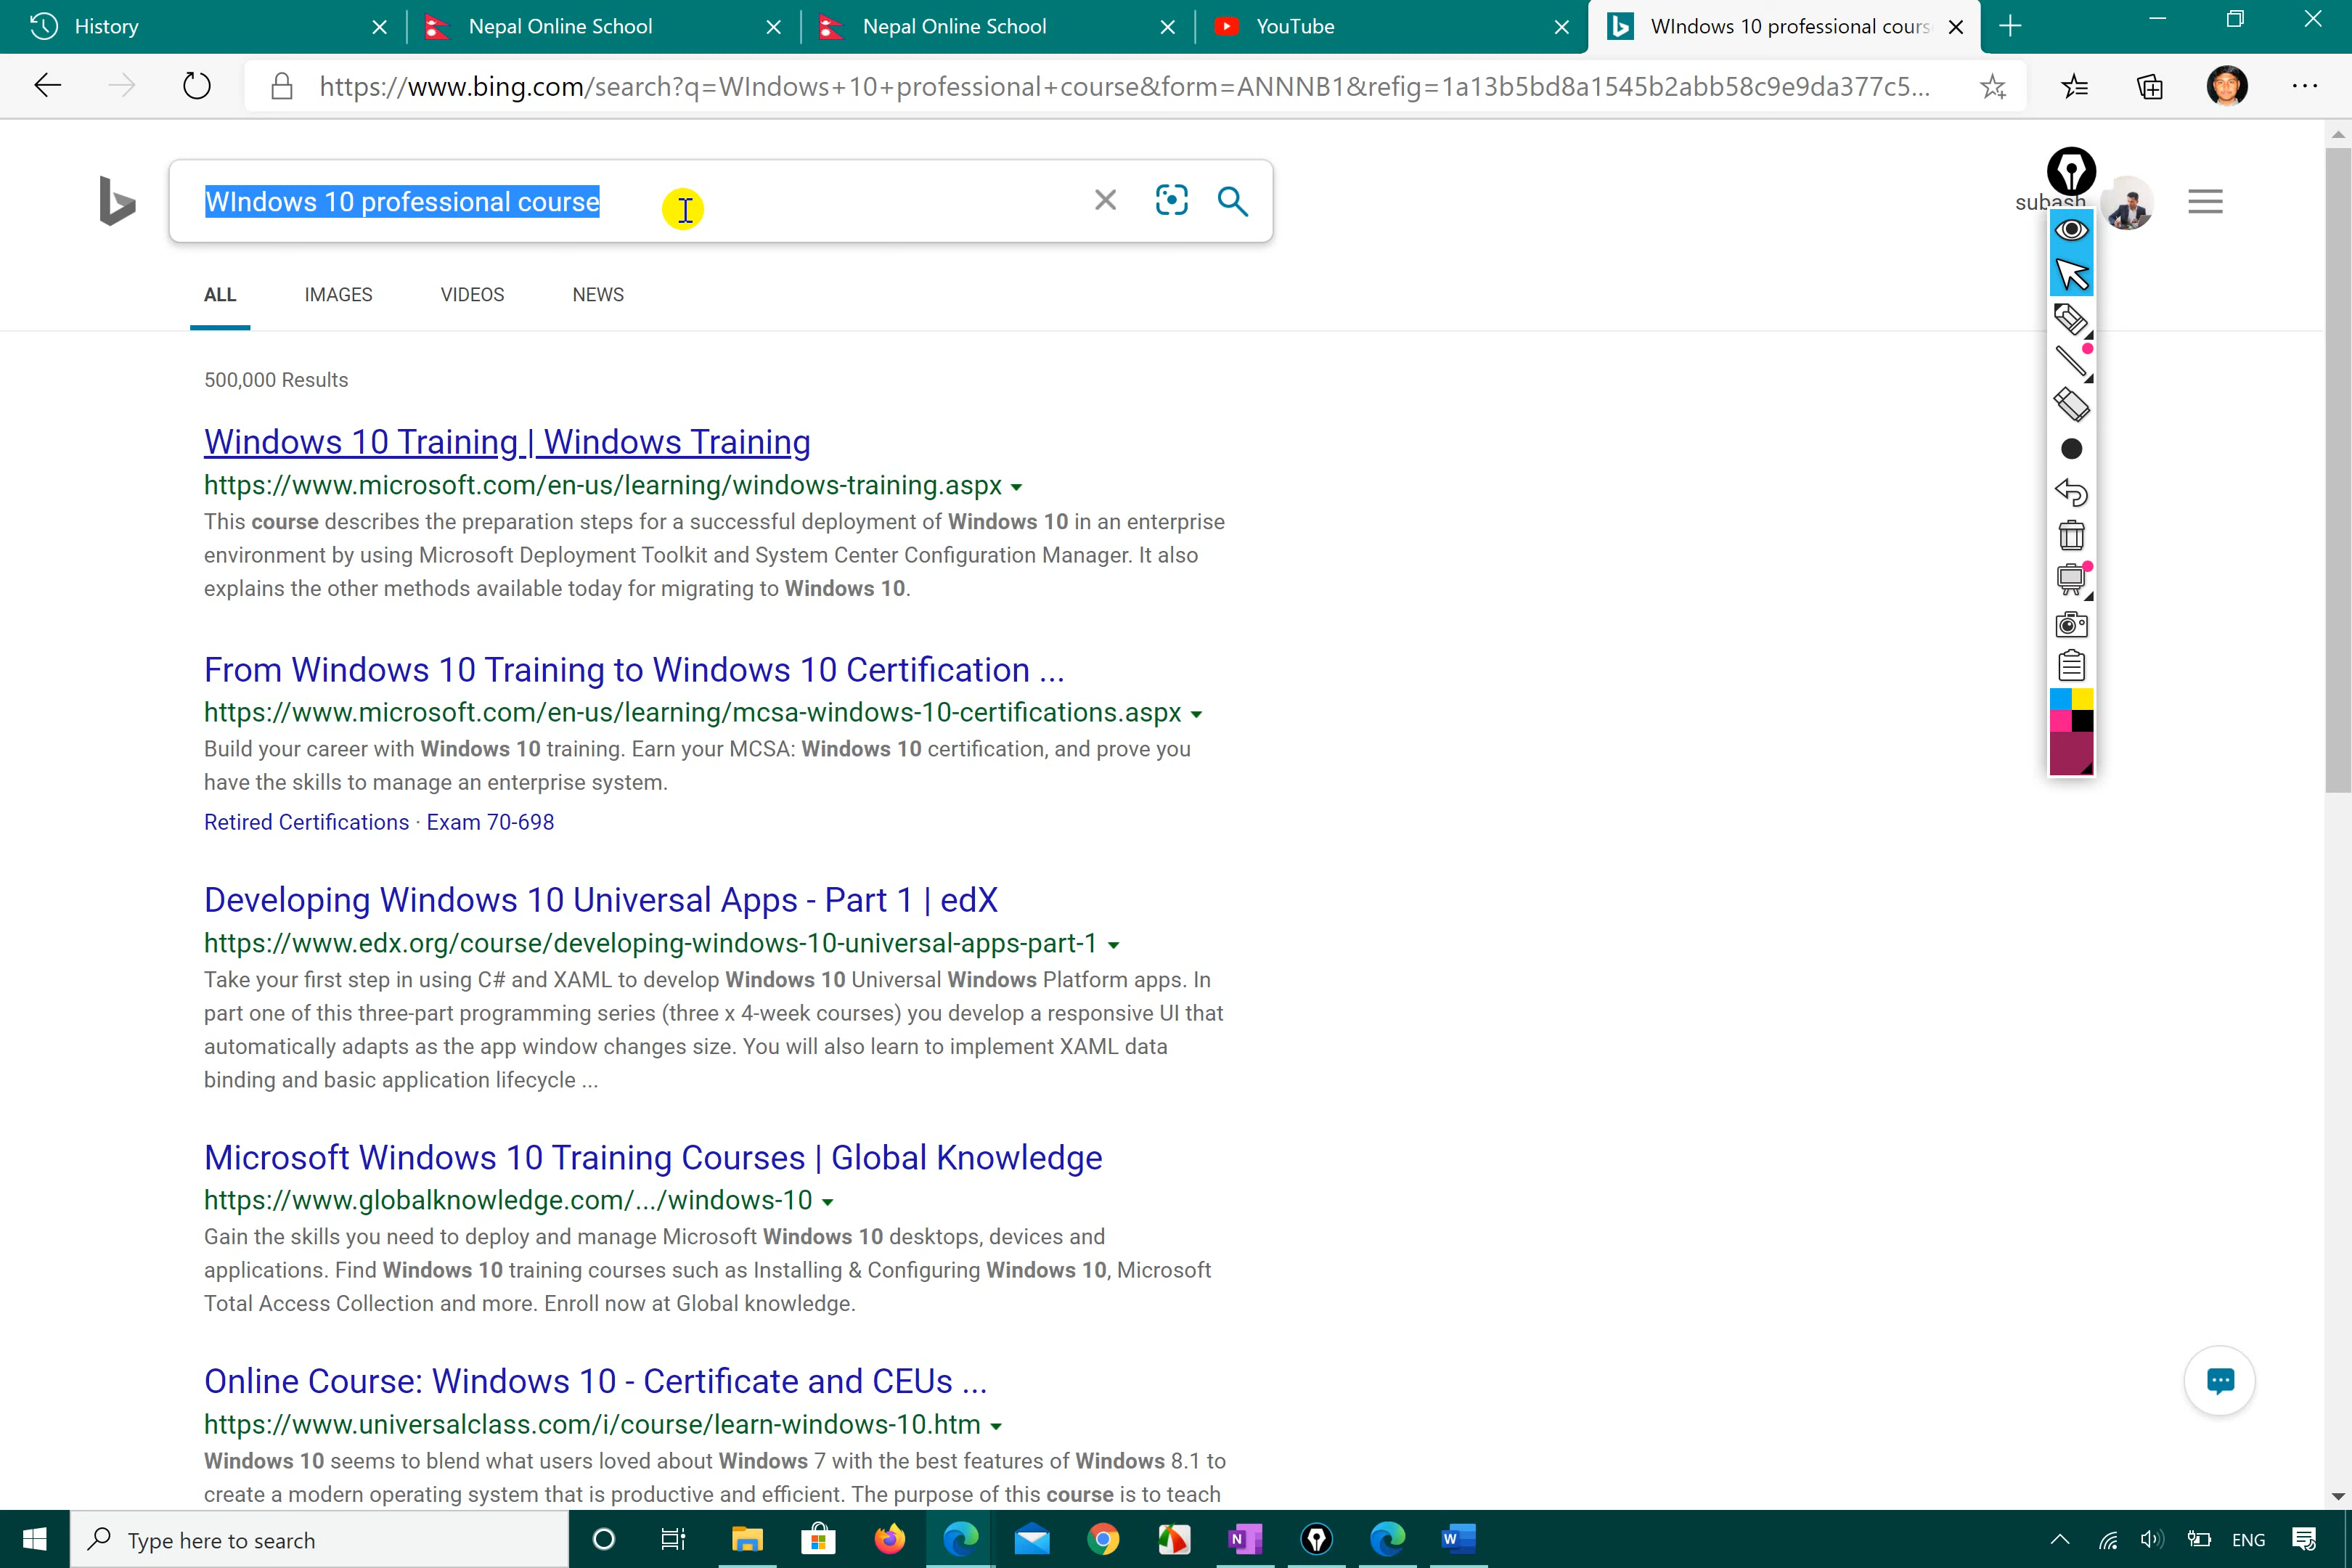 History
Nepal Online School
Nepal Online School
YouTube
WIndows 10 professional cours
https://www.bing.com/search?q=WIndows+10+professional+course&form=ANNNB1&refig=1a13b5bd8a1545b2abb58c9e9da377c5...
WIndows 10 professional course
subash
ALL IMAGES VIDEOS NEWS
500,000 Results
Windows 10 Training | Windows Training
https://www.microsoft.com/en-us/learning/windows-training.aspx
This course describes the preparation steps for a successful deployment of Windows 10 in an enterprise
environment by using Microsoft Deployment Toolkit and System Center Configuration Manager. It also
explains the other methods available today for migrating to Windows 10.
From Windows 10 Training to Windows 10 Certification ...
https://www.microsoft.com/en-us/learning/mcsa-windows-10-certifications.aspx
Build your career with Windows 10 training. Earn your MCSA: Windows 10 certification, and prove you
have the skills to manage an enterprise system.
Retired Certifications · Exam 70-698
Developing Windows 10 Universal Apps - Part 1 | edX
https://www.edx.org/course/developing-windows-10-universal-apps-part-1
Take your first step in using C# and XAML to develop Windows 10 Universal Windows Platform apps. In
part one of this three-part programming series (three x 4-week courses) you develop a responsive UI that
automatically adapts as the app window changes size. You will also learn to implement XAML data
binding and basic application lifecycle ...
Microsoft Windows 10 Training Courses | Global Knowledge
https://www.globalknowledge.com/.../windows-10
Gain the skills you need to deploy and manage Microsoft Windows 10 desktops, devices and
applications. Find Windows 10 training courses such as Installing & Configuring Windows 10, Microsoft
Total Access Collection and more. Enroll now at Global knowledge.
Online Course: Windows 10 - Certificate and CEUs ...
https://www.universalclass.com/i/course/learn-windows-10.htm
Windows 10 seems to blend what users loved about Windows 7 with the best features of Windows 8.1 to
create a modern operating system that is productive and efficient. The purpose of this course is to teach
Type here to search
N
W
ENG